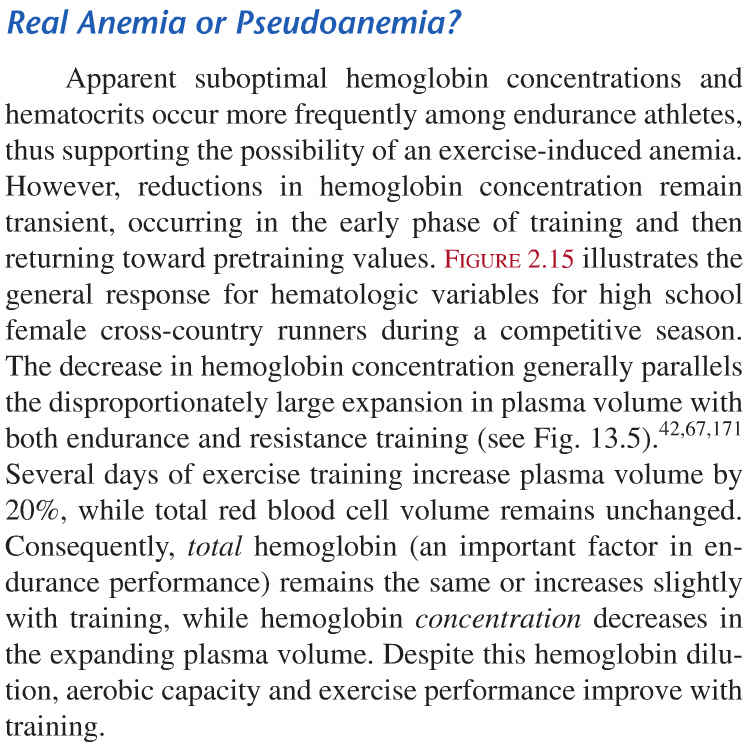 Real Anemia or Pseudoanemia?
Apparent suboptimal hemoglobin concentrations and
hematocrits occur more frequently among endurance athletes,
thus supporting the possibility of an exercise-induced anemia.
However, reductions in hemoglobin concentration remain
transient, occurring in the early phase of training and then
returning toward pretraining values. FIGURE 2.15 illustrates the
general response for hematologic variables for high school
female cross-country runners during a competitive season.
The decrease in hemoglobin concentration generally parallels
the disproportionately large expansion in plasma volume with
both endurance and resistance training (see Fig. 13.5).42,67,171
Several days of exercise training increase plasma volume by
20%, while total red blood cell volume remains unchanged.
Consequently, total hemoglobin (an important factor in en-
durance performance) remains the same or increases slightly
with training, while hemoglobin concentration decreases in
the expanding plasma volume. Despite this hemoglobin dilu-
tion, aerobic capacity and exercise performance improve with
training.